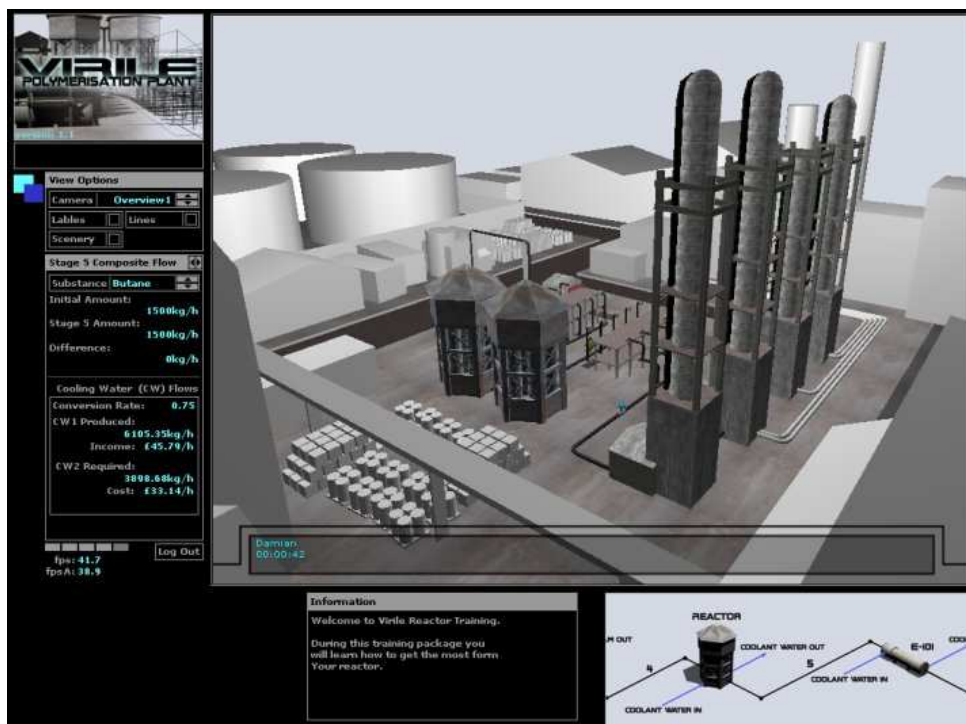 VIRILE
POLYMERISATION PLANT
version 1.1
View Options
Camera Overview1
Lables Lines
Scenery
Stage 5 Composite Flow
Substance Butane
Initial Amount:
1500kg/h
Stage 5 Amount:
1500kg/h
Difference:
0kg/h
Cooling Water (CW) Flows
Conversion Rate: 0.75
CW1 Produced:
6105.35kg/h
Income: £45.79/h
CW2 Required:
3898.68kg/h
Cost: £33.14/h
fps: 41.7
fpsA: 38.9
Log Out
Damian
00:00:42
Information
Welcome to Virile Reactor Training.
During this training package you
will learn how to get the most form
Your reactor.
REACTOR
OUT
COOLANT WATER OUT
4
5
E-101
COOLANT WATER IN
COOLANT WATER IN